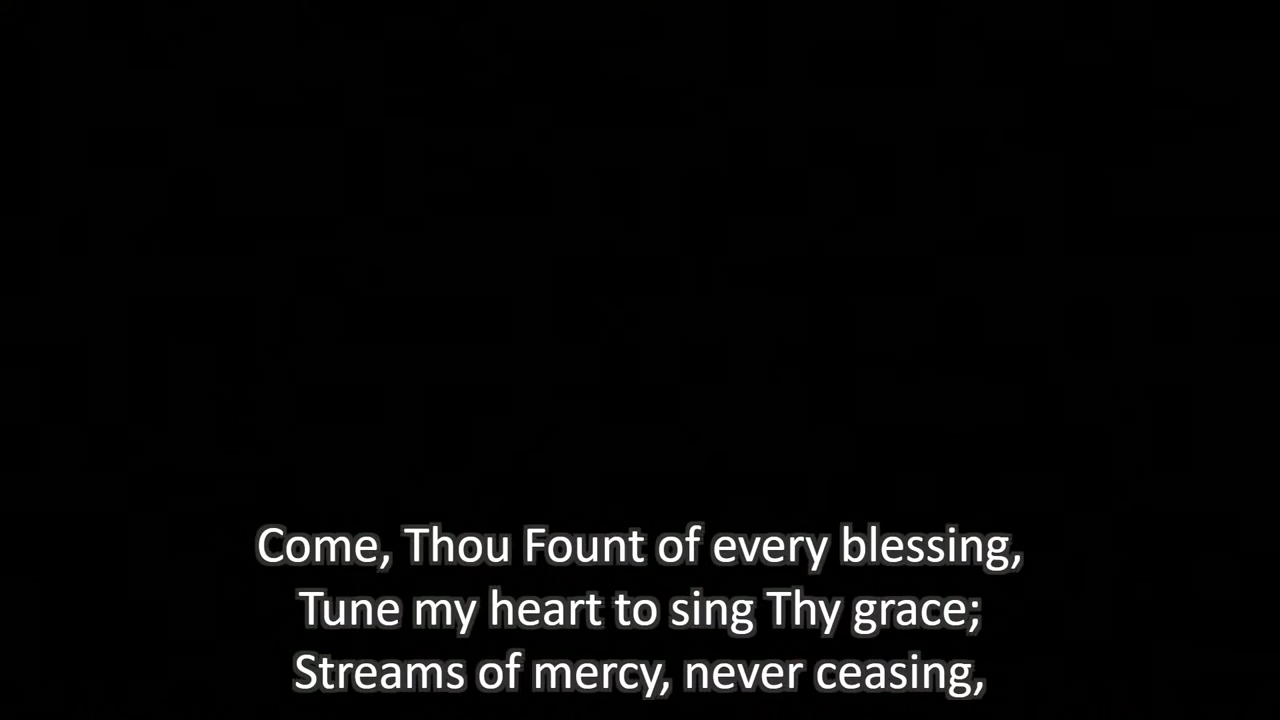 Come, Thou Fount of every blessing,
Tune my heart to sing Thy grace;
Streams of mercy, never ceasing,